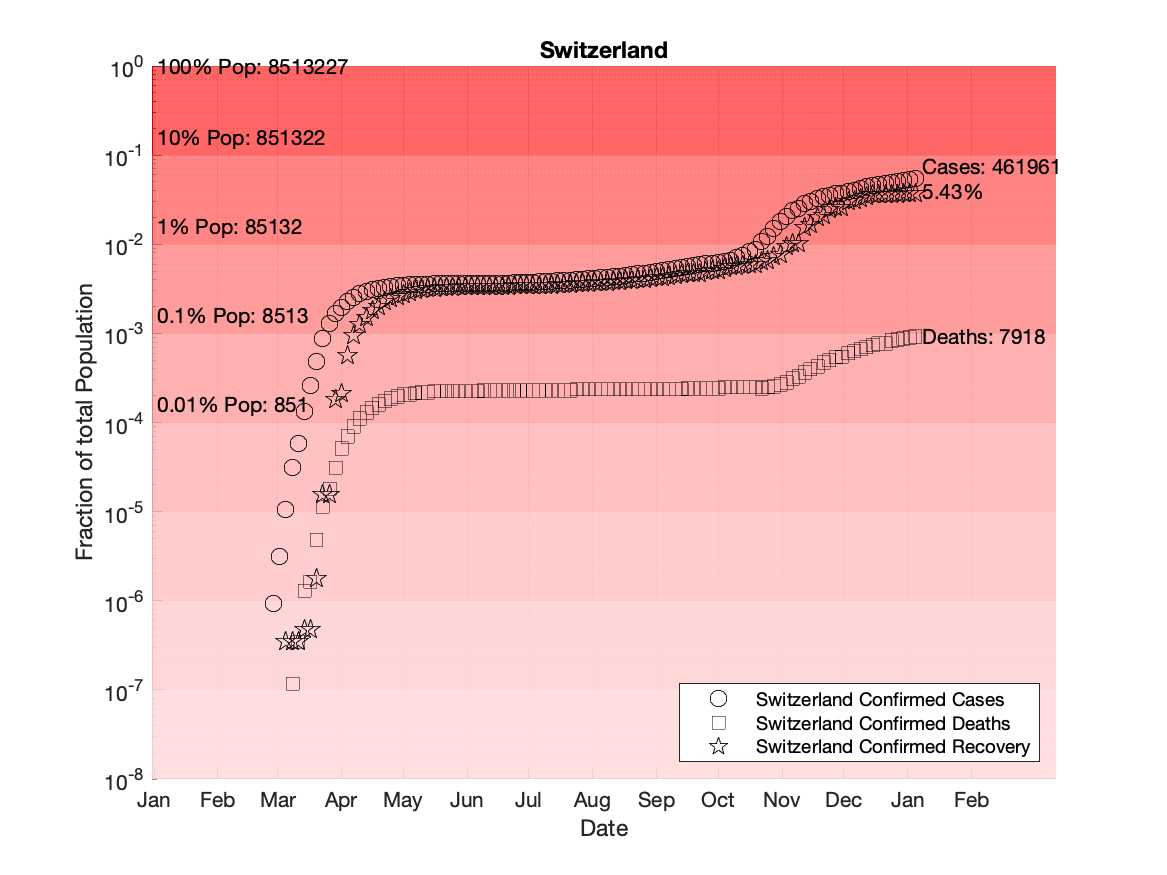 Switzerland
10^0
100% Pop: 8513227
10% Pop: 851322
10^-1
Cases: 461961
5.43%
1% Pop: 85132
10^-2
0.1% Pop: 8513
10^-3
Deaths: 7918
0.01% Pop: 851
10^-4
10^-5
10^-6
10^-7
10^-8
Fraction of total Population
Switzerland Confirmed Cases
Switzerland Confirmed Deaths
Switzerland Confirmed Recovery
Jan Feb Mar Apr May Jun Jul Aug Sep Oct Nov Dec Jan Feb
Date